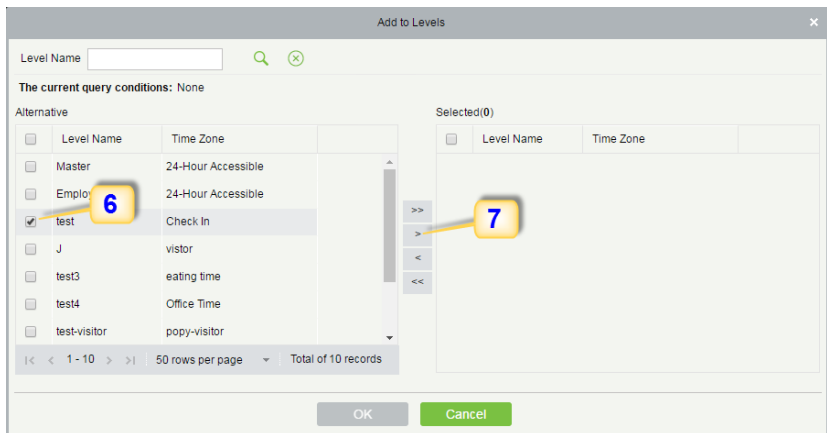 Add to Levels ×
Level Name
The current query conditions: None
Alternative
Level Name Time Zone
Master 24-Hour Accessible
24-Hour Accessible
test Check In
J vistor
test3 eating time
test4 Office Time
test-visitor popy-visitor
|< < 1 - 10 > >| 50 rows per page Total of 10 records
6
>>
>
<
<<
7
Selected(0)
Level Name Time Zone
OK Cancel